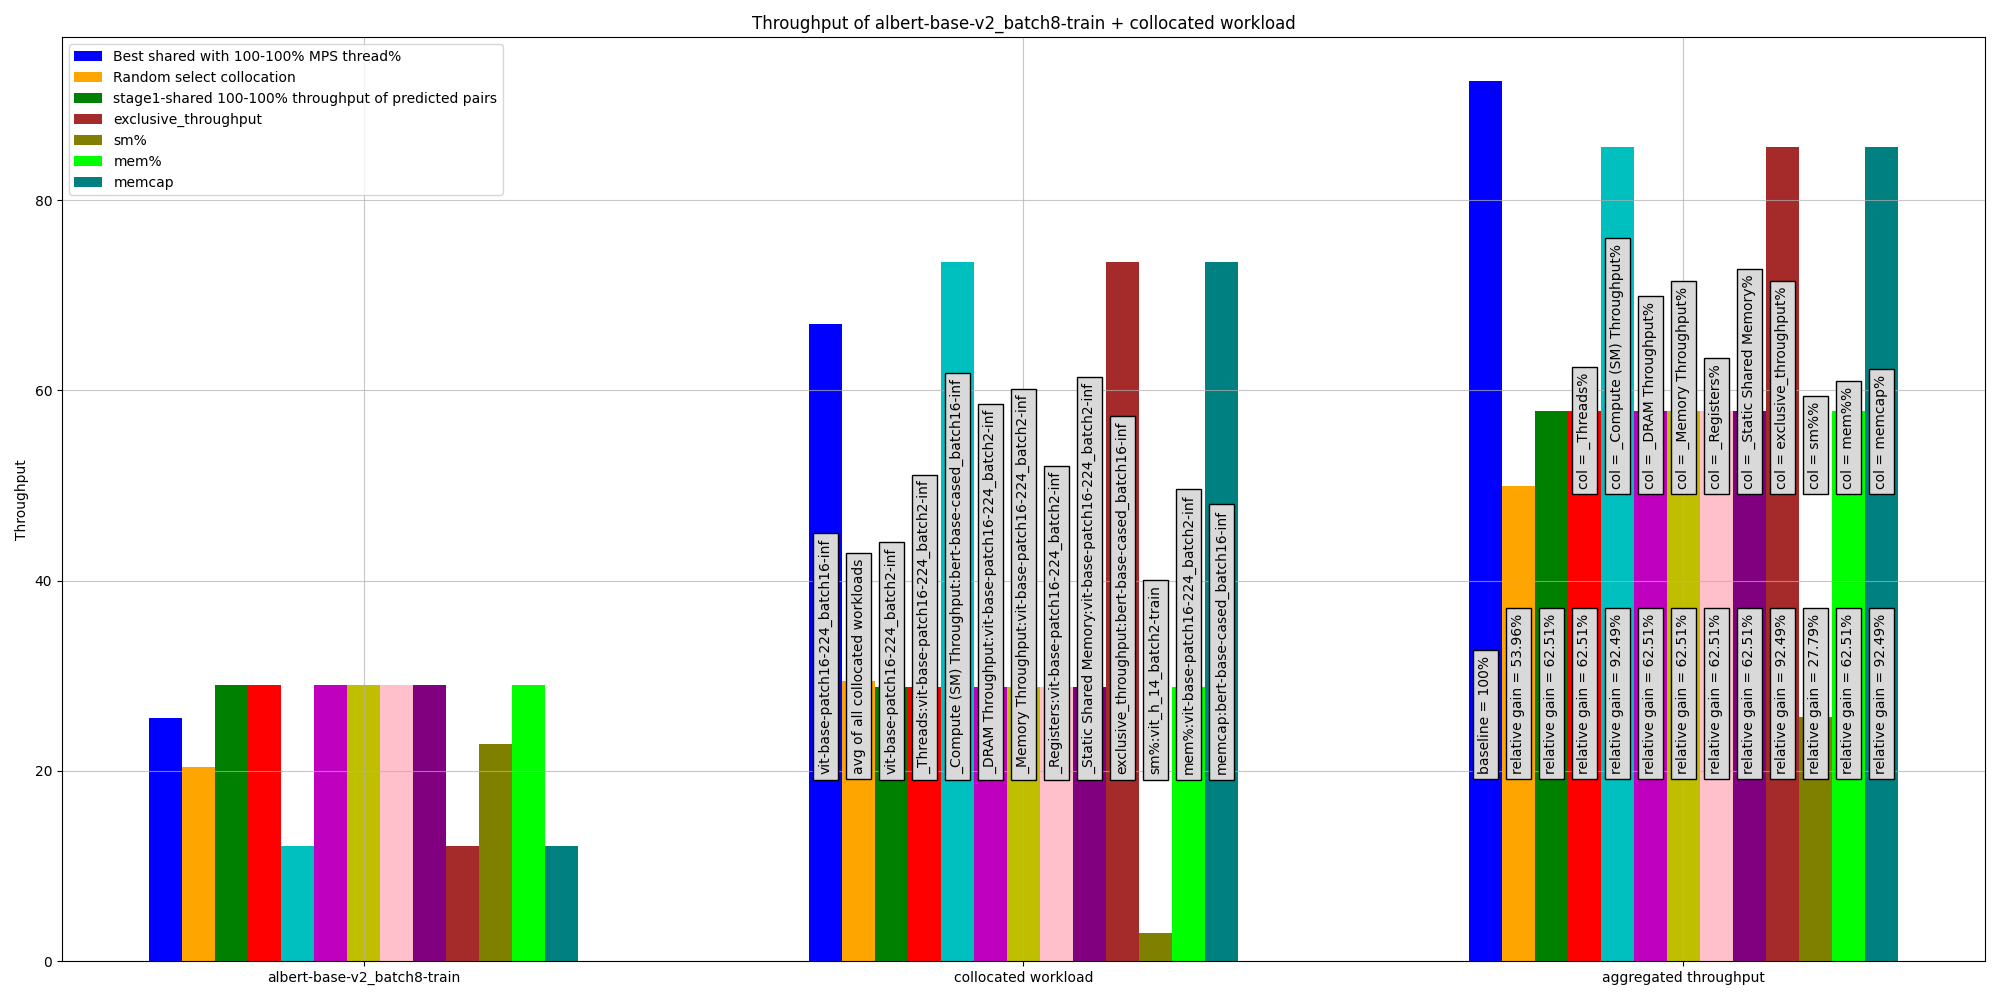 Throughput of albert-base-v2_batch8-train + collocated workload
Best shared with 100-100% MPS thread%
Random select collocation
stage1-shared 100-100% throughput of predicted pairs
exclusive_throughput
sm%
mem%
memcap
Throughput
80
60
40
20
0
vit-base-patch16-224_batch16-inf
avg of all collocated workloads
vit-base-patch16-224_batch2-inf
_Threads:vit-base-patch16-224_batch2-inf
_Compute (SM) Throughput:bert-base-cased_batch16-inf
_DRAM Throughput:vit-base-patch16-224_batch2-inf
_Memory Throughput:vit-base-patch16-224_batch2-inf
_Registers:vit-base-patch16-224_batch2-inf
_Static Shared Memory:vit-base-patch16-224_batch2-inf
exclusive_throughput:bert-base-cased_batch16-inf
sm%:vit_h_14_batch2-train
mem%:vit-base-patch16-224_batch2-inf
memcap:bert-base-cased_batch16-inf
col = _Threads%
col = _Compute (SM) Throughput%
col = _DRAM Throughput%
col = _Memory Throughput%
col = _Registers%
col = _Static Shared Memory%
col = exclusive_throughput%
col = sm%%
col = mem%%
col = memcap%
baseline = 100%
relative gain = 53.96%
relative gain = 62.51%
relative gain = 62.51%
relative gain = 92.49%
relative gain = 62.51%
relative gain = 62.51%
relative gain = 62.51%
relative gain = 62.51%
relative gain = 92.49%
relative gain = 27.79%
relative gain = 62.51%
relative gain = 92.49%
albert-base-v2_batch8-train
collocated workload
aggregated throughput